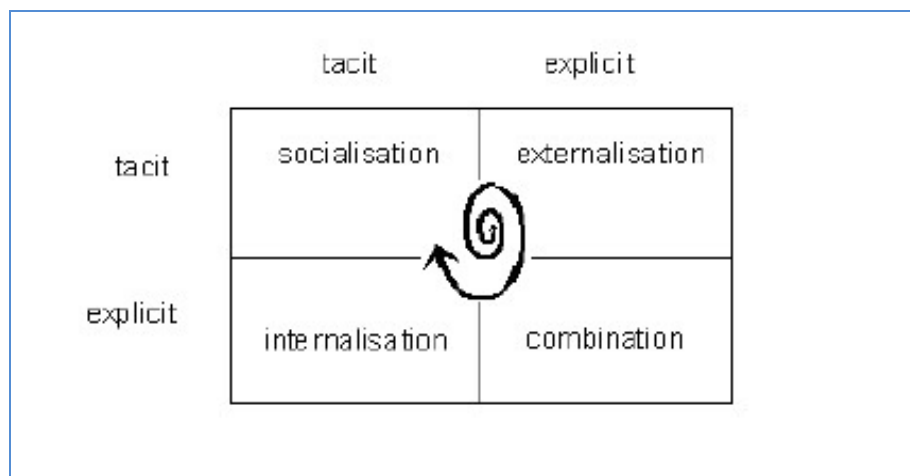 tacit explicit
tacit socialisation externalisation
explicit internalisation combination